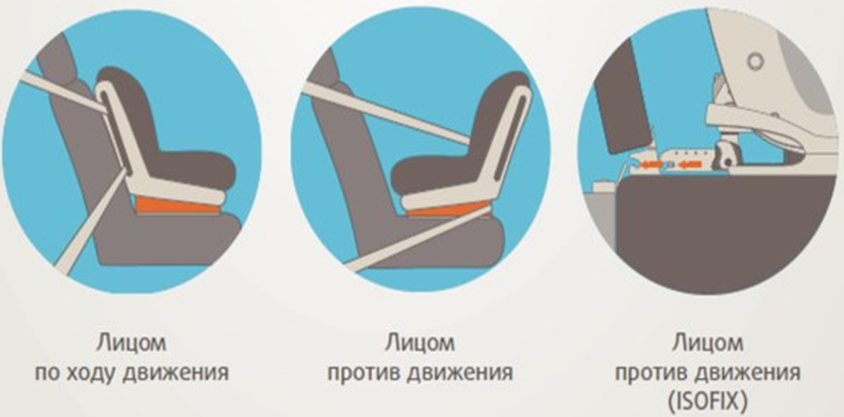 Лицом
по ходу движения
Лицом
против движения
Лицом
против движения
(ISOFIX)